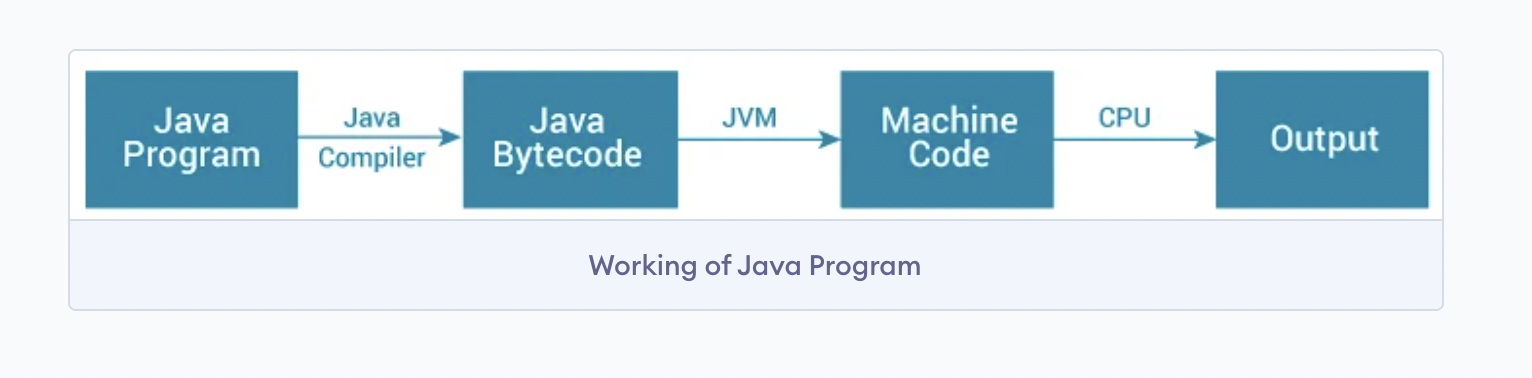 Java
Program
Java
Compiler
Java
Bytecode
JVM
Machine
Code
CPU
Output
Working of Java Program